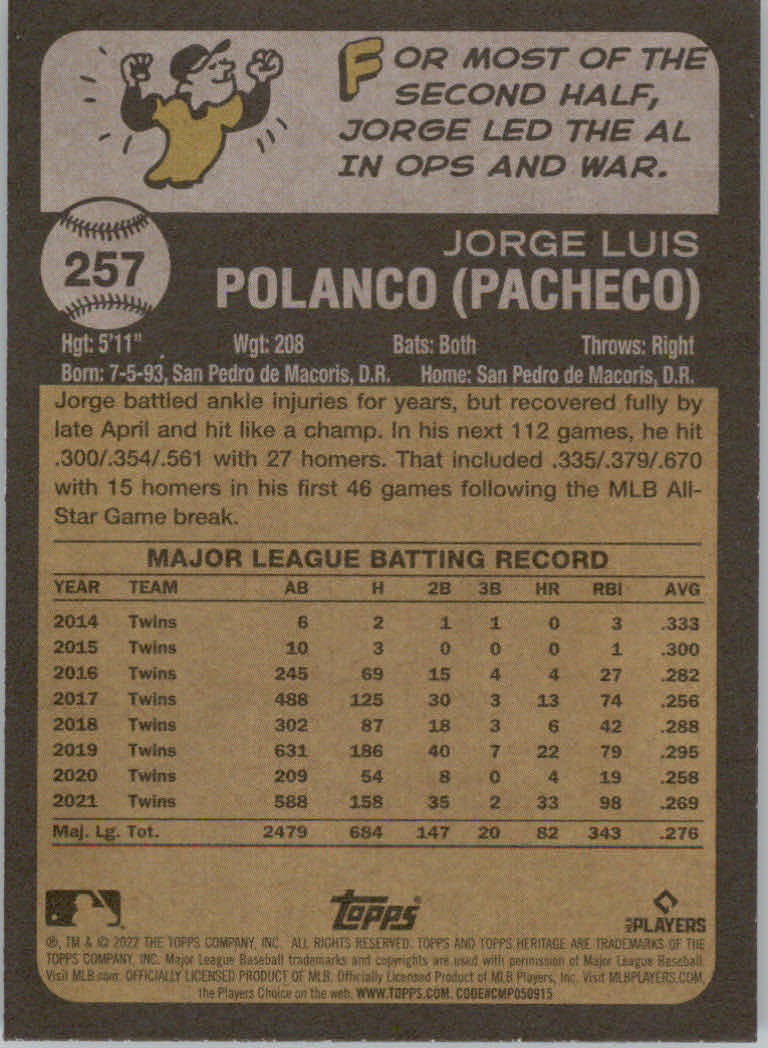 FOR MOST OF THE
SECOND HALF,
JORGE LED THE AL
IN OPS AND WAR.
257
JORGE LUIS
POLANCO (PACHECO)
Hgt: 5'11" Wgt: 208 Bats: Both Throws: Right
Born: 7-5-93, San Pedro de Macoris, D.R. Home: San Pedro de Macoris, D.R.
Jorge battled ankle injuries for years, but recovered fully by
late April and hit like a champ. In his next 112 games, he hit
.300/.354/.561 with 27 homers. That included .335/.379/.670
with 15 homers in his first 46 games following the MLB All-
Star Game break.
MAJOR LEAGUE BATTING RECORD
YEAR TEAM AB H 2B 3B HR RBI AVG
2014 Twins 6 2 1 1 0 3 .333
2015 Twins 10 3 0 0 0 1 .300
2016 Twins 245 69 15 4 4 27 .282
2017 Twins 488 125 30 3 13 74 .256
2018 Twins 302 87 18 3 6 42 .288
2019 Twins 631 186 40 7 22 79 .295
2020 Twins 209 54 8 0 4 19 .258
2021 Twins 588 158 35 2 33 98 .269
Maj. Lg. Tot. 2479 684 147 20 82 343 .276
Topps®
MLB PLAYERS
®, TM & © 2022 THE TOPPS COMPANY, INC. ALL RIGHTS RESERVED. TOPPS AND TOPPS HERITAGE ARE TRADEMARKS OF THE
TOPPS COMPANY, INC. Major League Baseball trademarks and copyrights are used with permission of Major League Baseball.
Visit MLB.com. OFFICIALLY LICENSED PRODUCT OF MLB. Officially Licensed Product of MLB Players, Inc. Visit MLBPLAYERS.COM,
the Players Choice on the web. WWW.TOPPS.COM. CODE#CMP050915